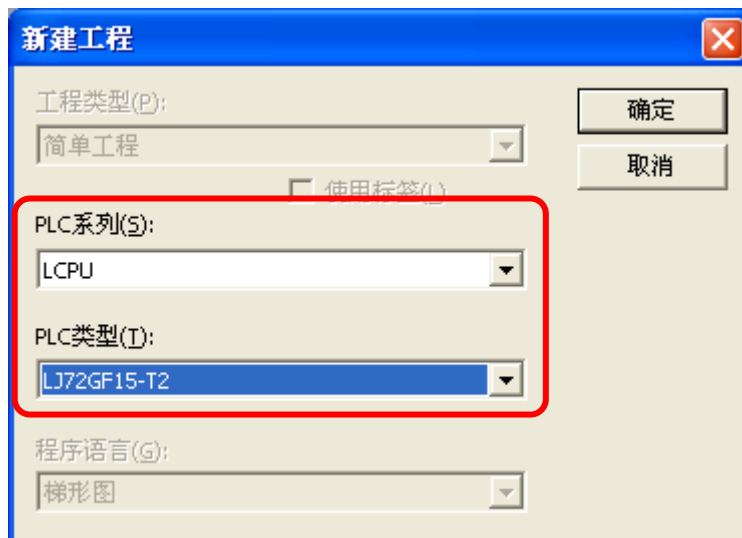 新建工程
工程类型(P):
确定
简单工程
取消
使用标签(L)
PLC系列(S):
LCPU
PLC类型(T):
LJ72GF15-T2
程序语言(G):
梯形图